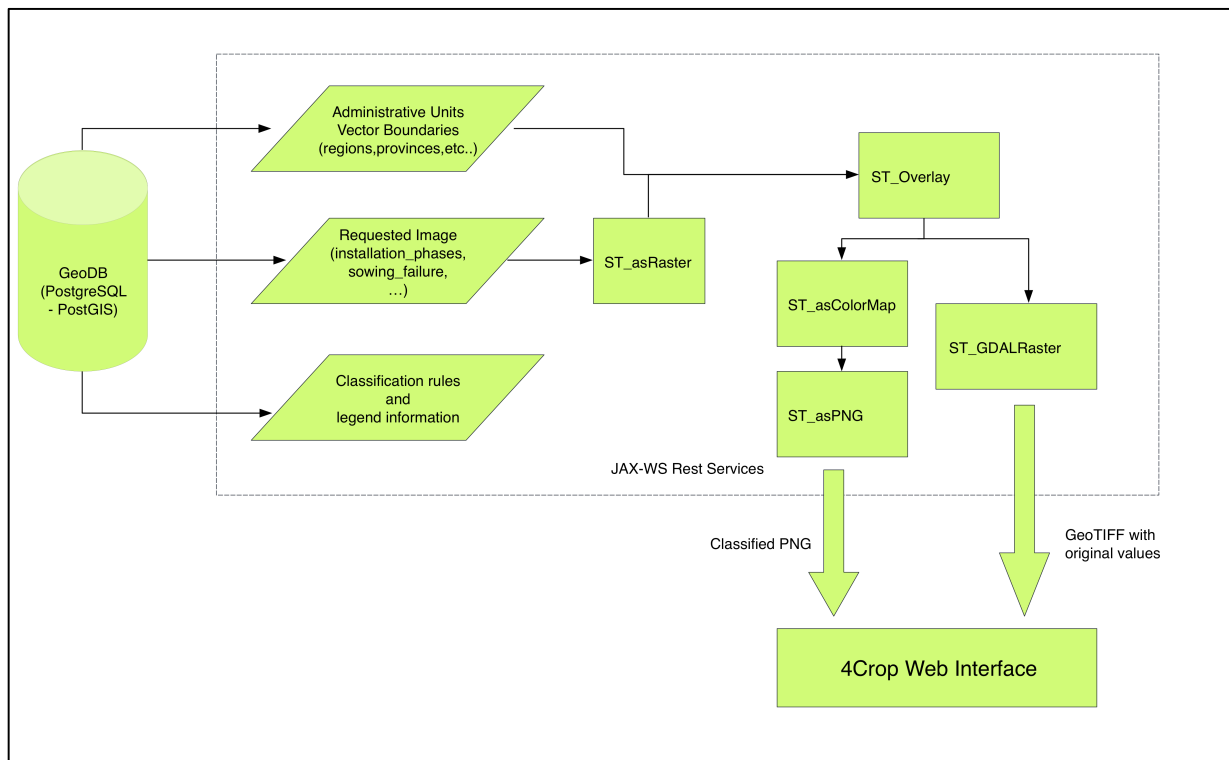 Administrative Units
Vector Boundaries
(regions,provinces,etc..)
ST_Overlay
GeoDB
(PostgreSQL
- PostGIS)
Requested Image
(installation_phases,
sowing_failure,
…)
ST_asRaster
ST_asColorMap
ST_GDALRaster
Classification rules
and
legend information
ST_asPNG
JAX-WS Rest Services
Classified PNG
GeoTIFF with
original values
4Crop Web Interface